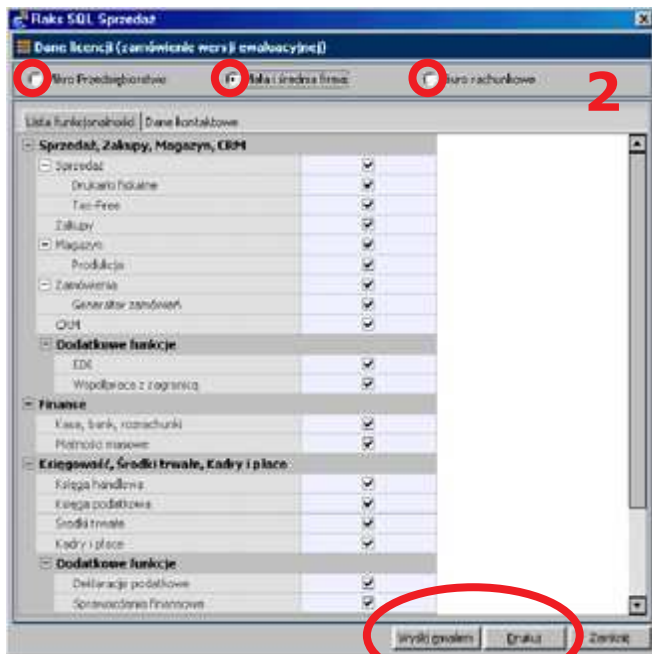 Raks SQL Sprzedaż
Dane licencji (zamówienie wersji ewaluacyjnej)
Mikro Przedsiębiorstwo Mała i średnia firma Biuro rachunkowe
2
Lista funkcjonalności Dane kontaktowe
Sprzedaż, Zakupy, Magazyn, CRM
Sprzedaż
Drukarki fiskalne
Tax-Free
Zakupy
Magazyn
Produkcja
Zamówienia
Generator zamówień
CRM
Dodatkowe funkcje
EDI
Współpraca z zagranicą
Finanse
Kasa, bank, rozrachunki
Płatności masowe
Księgowość, Środki trwałe, Kadry i płace
Księga handlowa
Księga podatkowa
Środki trwałe
Kadry i płace
Dodatkowe funkcje
Deklaracje podatkowe
Sprawozdania finansowe
Wyślij emailem Drukuj Zamknij